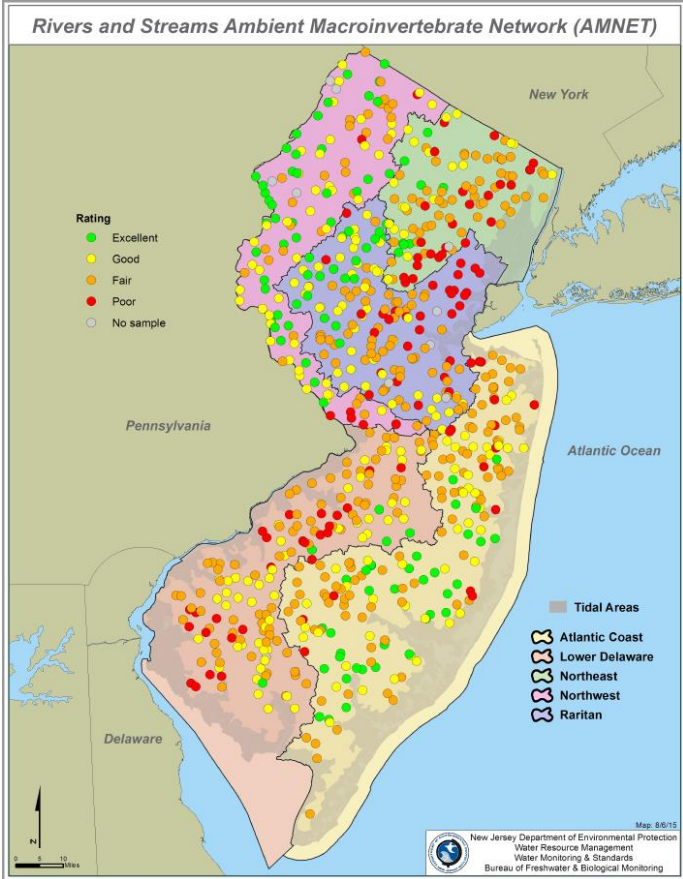 Rivers and Streams Ambient Macroinvertebrate Network (AMNET)
New York
Rating
Excellent
Good
Fair
Poor
No sample
Pennsylvania
Atlantic Ocean
Tidal Areas
Atlantic Coast
Lower Delaware
Northeast
Northwest
Raritan
Delaware
N
0 5 10
Miles
Map: 8/6/15
New Jersey Department of Environmental Protection
Water Resource Management
Water Monitoring & Standards
Bureau of Freshwater & Biological Monitoring